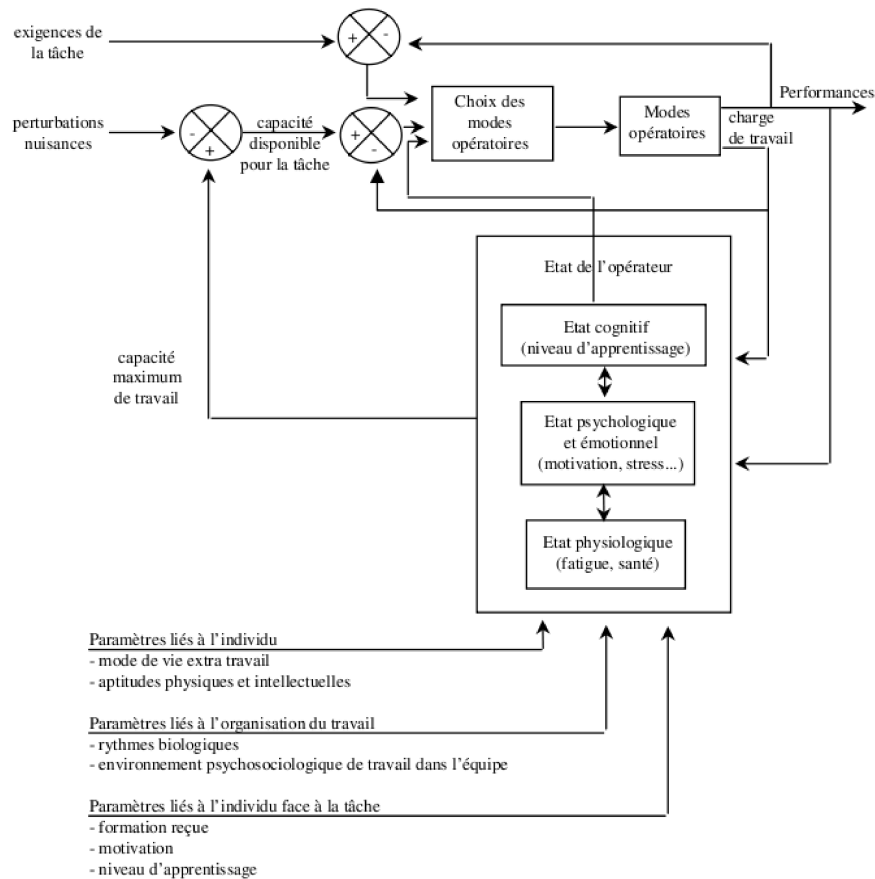 exigences de
la tâche
+
-
Performances
Choix des
modes
opératoires
Modes
opératoires
charge
de travail
perturbations
nuisances
-
+
capacité
disponible
pour la tâche
+
-
Etat de l'opérateur
Etat cognitif
(niveau d'apprentissage)
capacité
maximum
de travail
Etat psychologique
et émotionnel
(motivation, stress...)
Etat physiologique
(fatigue, santé)
Paramètres liés à l'individu
- mode de vie extra travail
- aptitudes physiques et intellectuelles
Paramètres liés à l'organisation du travail
- rythmes biologiques
- environnement psychosociologique de travail dans l'équipe
Paramètres liés à l'individu face à la tâche
- formation reçue
- motivation
- niveau d'apprentissage